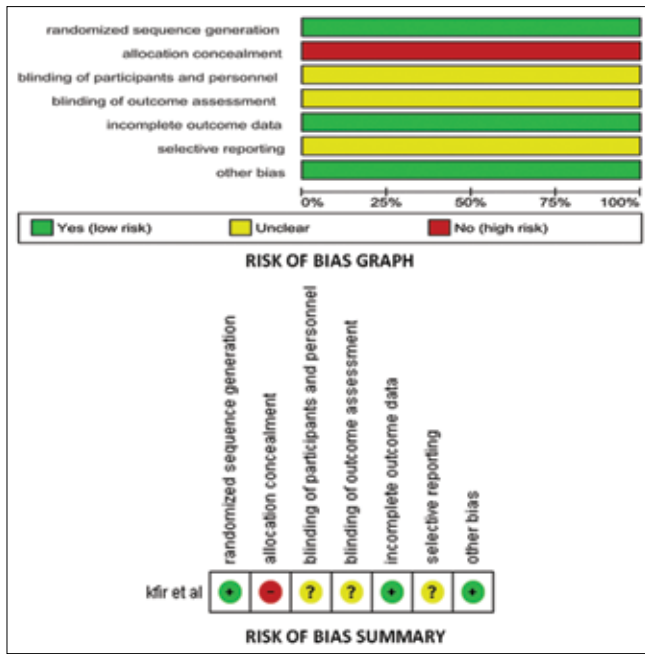 randomized sequence generation
allocation concealment
blinding of participants and personnel
blinding of outcome assessment
incomplete outcome data
selective reporting
other bias
0% 25% 50% 75% 100%
Yes (low risk) Unclear No (high risk)
RISK OF BIAS GRAPH
randomized sequence generation
allocation concealment
blinding of participants and personnel
blinding of outcome assessment
incomplete outcome data
selective reporting
other bias
kfir et al + - ? ? + ? +
RISK OF BIAS SUMMARY